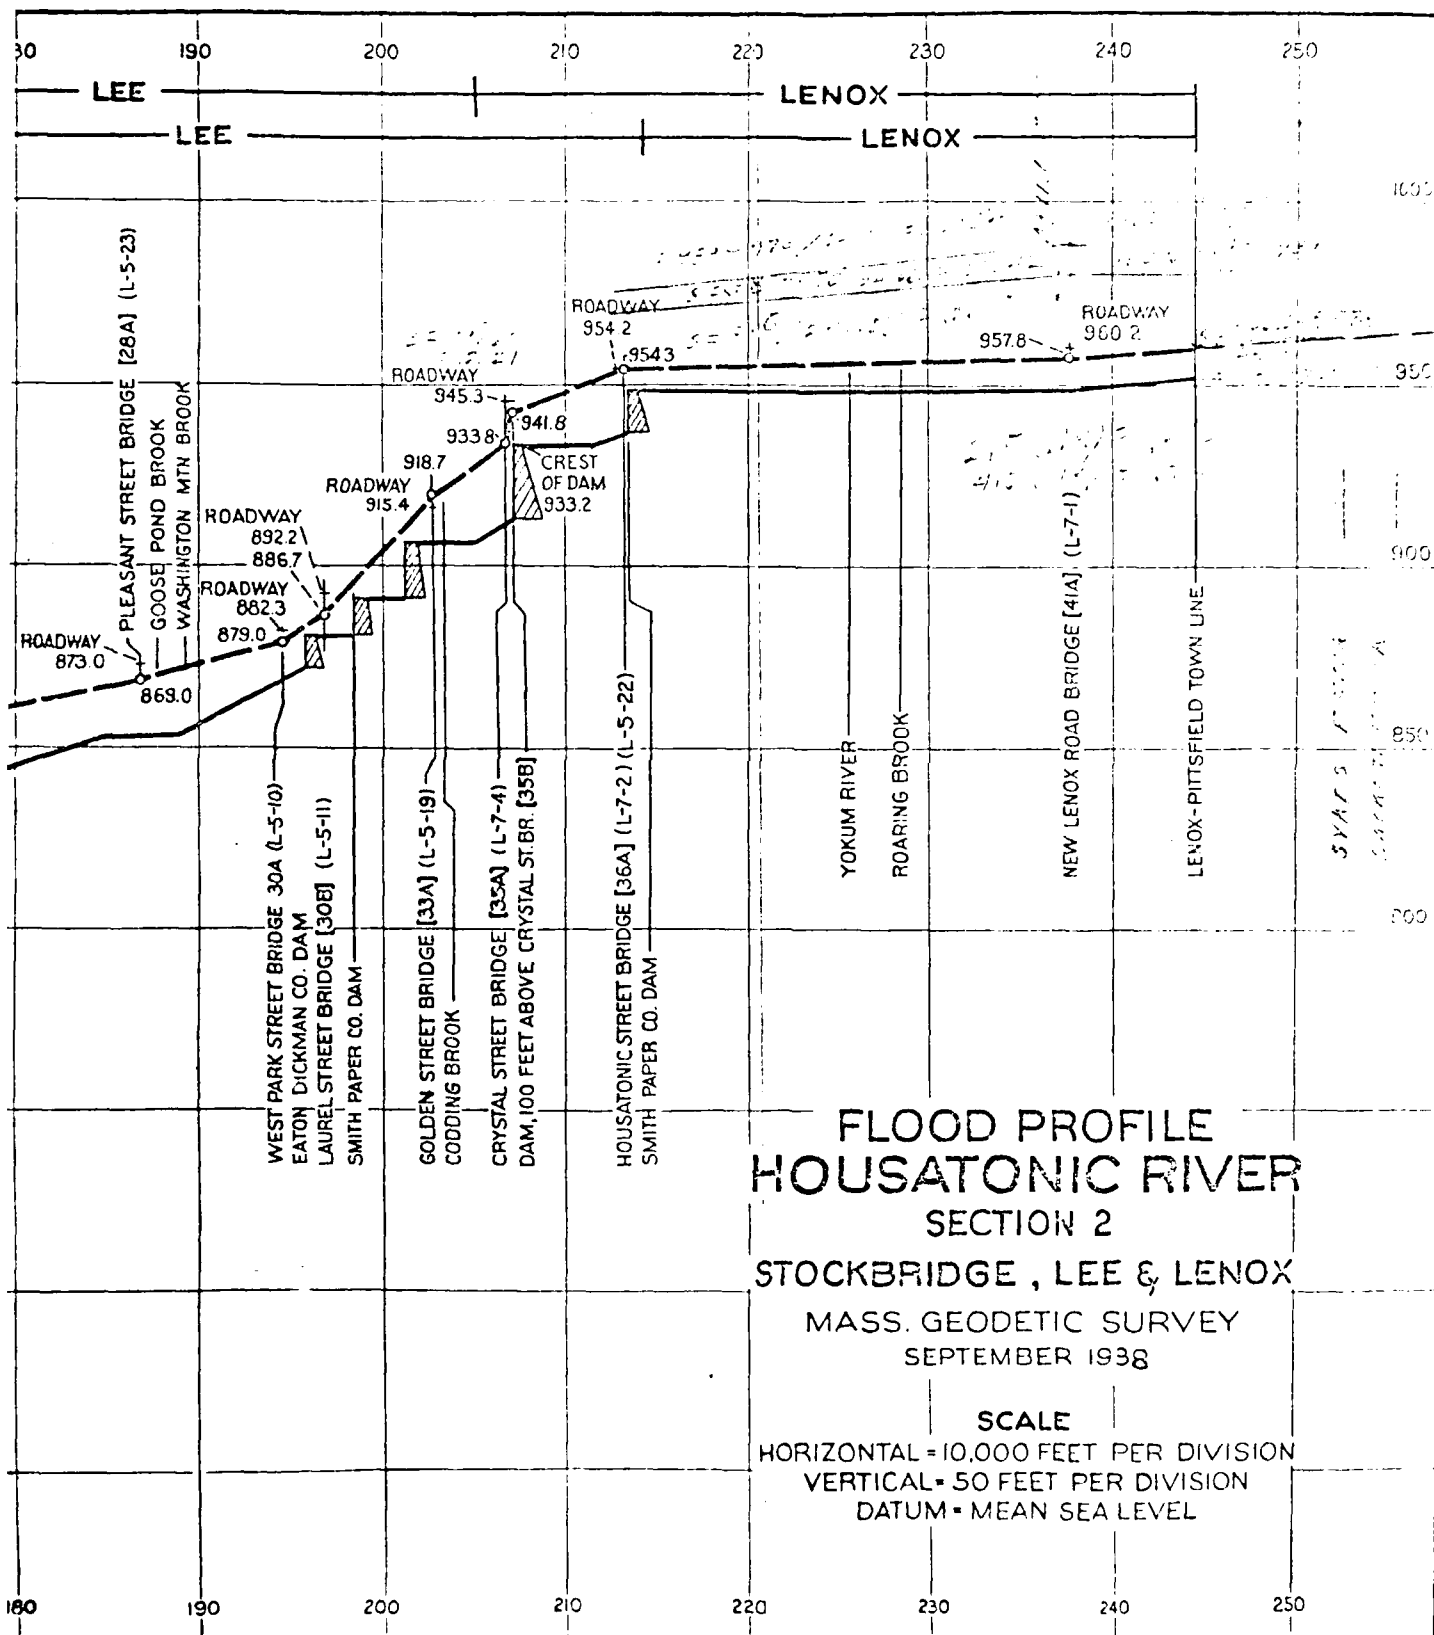 80 190 200 210 220 230 240 250
LEE LENOX
LEE LENOX
1000
950
900
850
800
PLEASANT STREET BRIDGE [28A] (L-5-23)
GOOSE POND BROOK
WASHINGTON MTN BROOK
ROADWAY
873.0
869.0
ROADWAY
882.3
879.0
ROADWAY
892.2
886.7
ROADWAY
915.4
918.7
ROADWAY
945.3
933.8
941.8
CREST
OF DAM
933.2
ROADWAY
954.2
954.3
957.8
ROADWAY
960.2
WEST PARK STREET BRIDGE 30A (L-5-10)
EATON DICKMAN CO. DAM
LAUREL STREET BRIDGE [30B] (L-5-11)
SMITH PAPER CO. DAM
GOLDEN STREET BRIDGE [33A] (L-5-19)
CODDING BROOK
CRYSTAL STREET BRIDGE [35A] (L-7-4)
DAM, 100 FEET ABOVE CRYSTAL ST. BR. [35B]
HOUSATONIC STREET BRIDGE [36A] (L-7-2) (L-5-22)
SMITH PAPER CO. DAM
YOKUM RIVER
ROARING BROOK
NEW LENOX ROAD BRIDGE [41A] (L-7-1)
LENOX-PITTSFIELD TOWN LINE
FLOOD PROFILE
HOUSATONIC RIVER
SECTION 2
STOCKBRIDGE, LEE & LENOX
MASS. GEODETIC SURVEY
SEPTEMBER 1938
SCALE
HORIZONTAL = 10,000 FEET PER DIVISION
VERTICAL = 50 FEET PER DIVISION
DATUM = MEAN SEA LEVEL
180 190 200 210 220 230 240 250